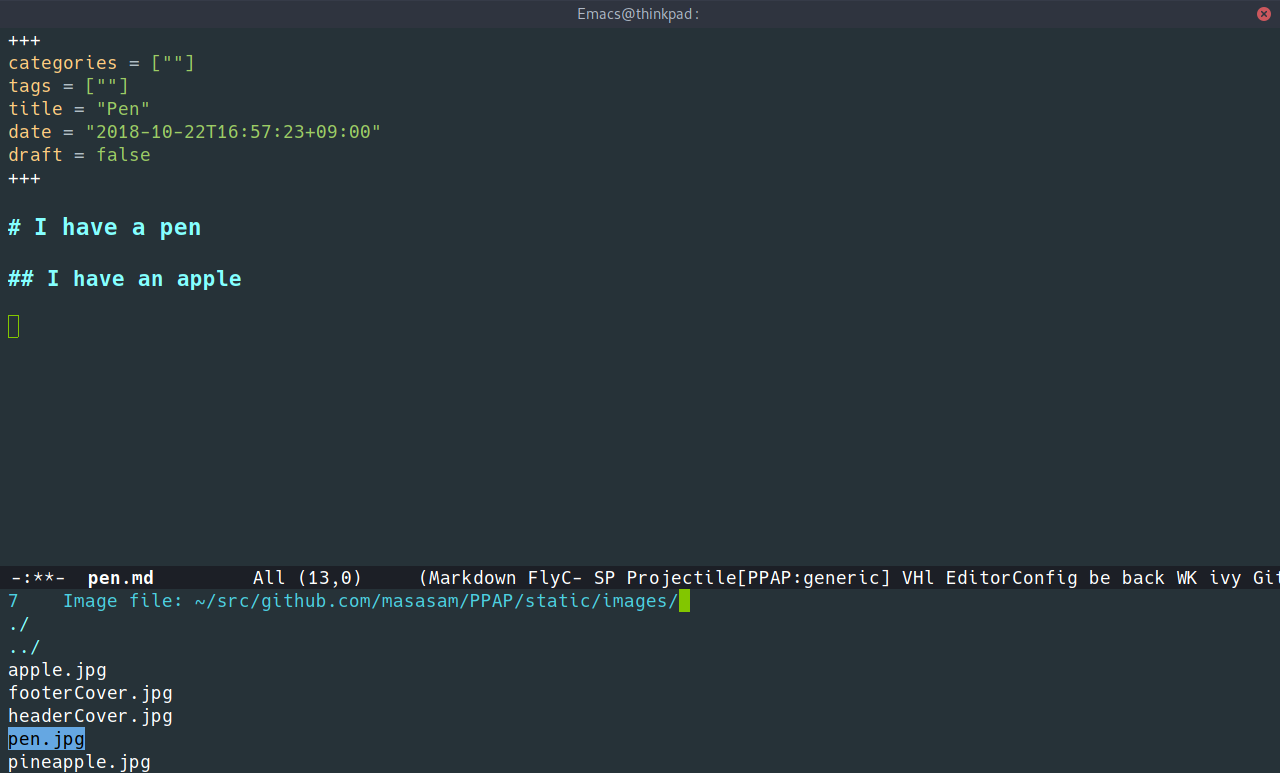 Emacs@thinkpad:
+++
categories = [""]
tags = [""]
title = "Pen"
date = "2018-10-22T16:57:23+09:00"
draft = false
+++
# I have a pen
## I have an apple
-:**-  pen.md         All (13,0)     (Markdown FlyC- SP Projectile[PPAP:generic] VHl EditorConfig be back WK ivy Git
7    Image file: ~/src/github.com/masasam/PPAP/static/images/
./
../
apple.jpg
footerCover.jpg
headerCover.jpg
pen.jpg
pineapple.jpg